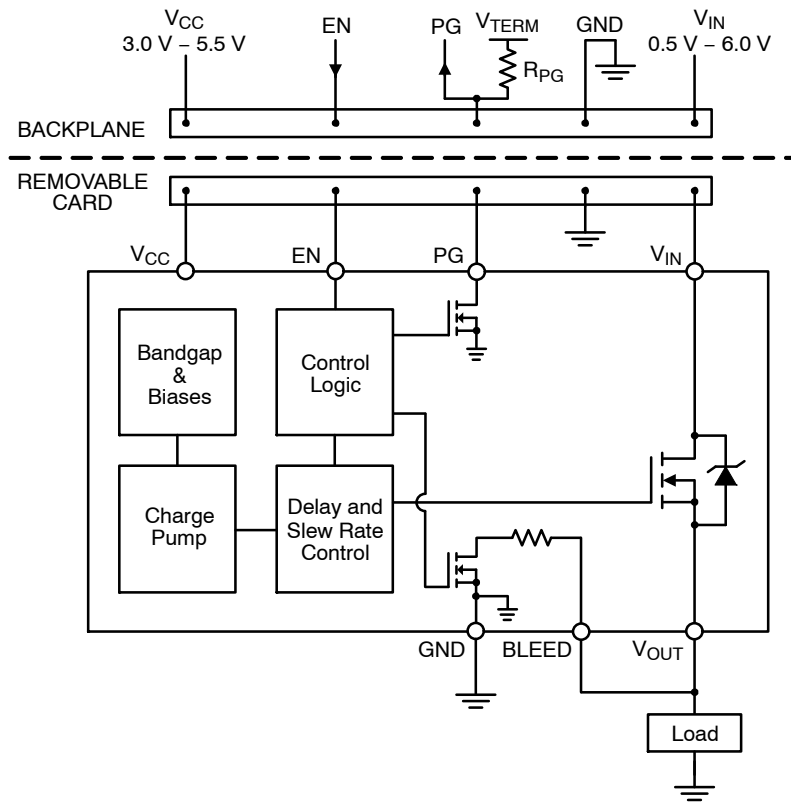 V_CC
3.0 V – 5.5 V
EN
PG
V_TERM
R_PG
GND
V_IN
0.5 V – 6.0 V
BACKPLANE
REMOVABLE
CARD
V_CC
EN
PG
V_IN
Bandgap
&
Biases
Control
Logic
Charge
Pump
Delay and
Slew Rate
Control
GND
BLEED
V_OUT
Load